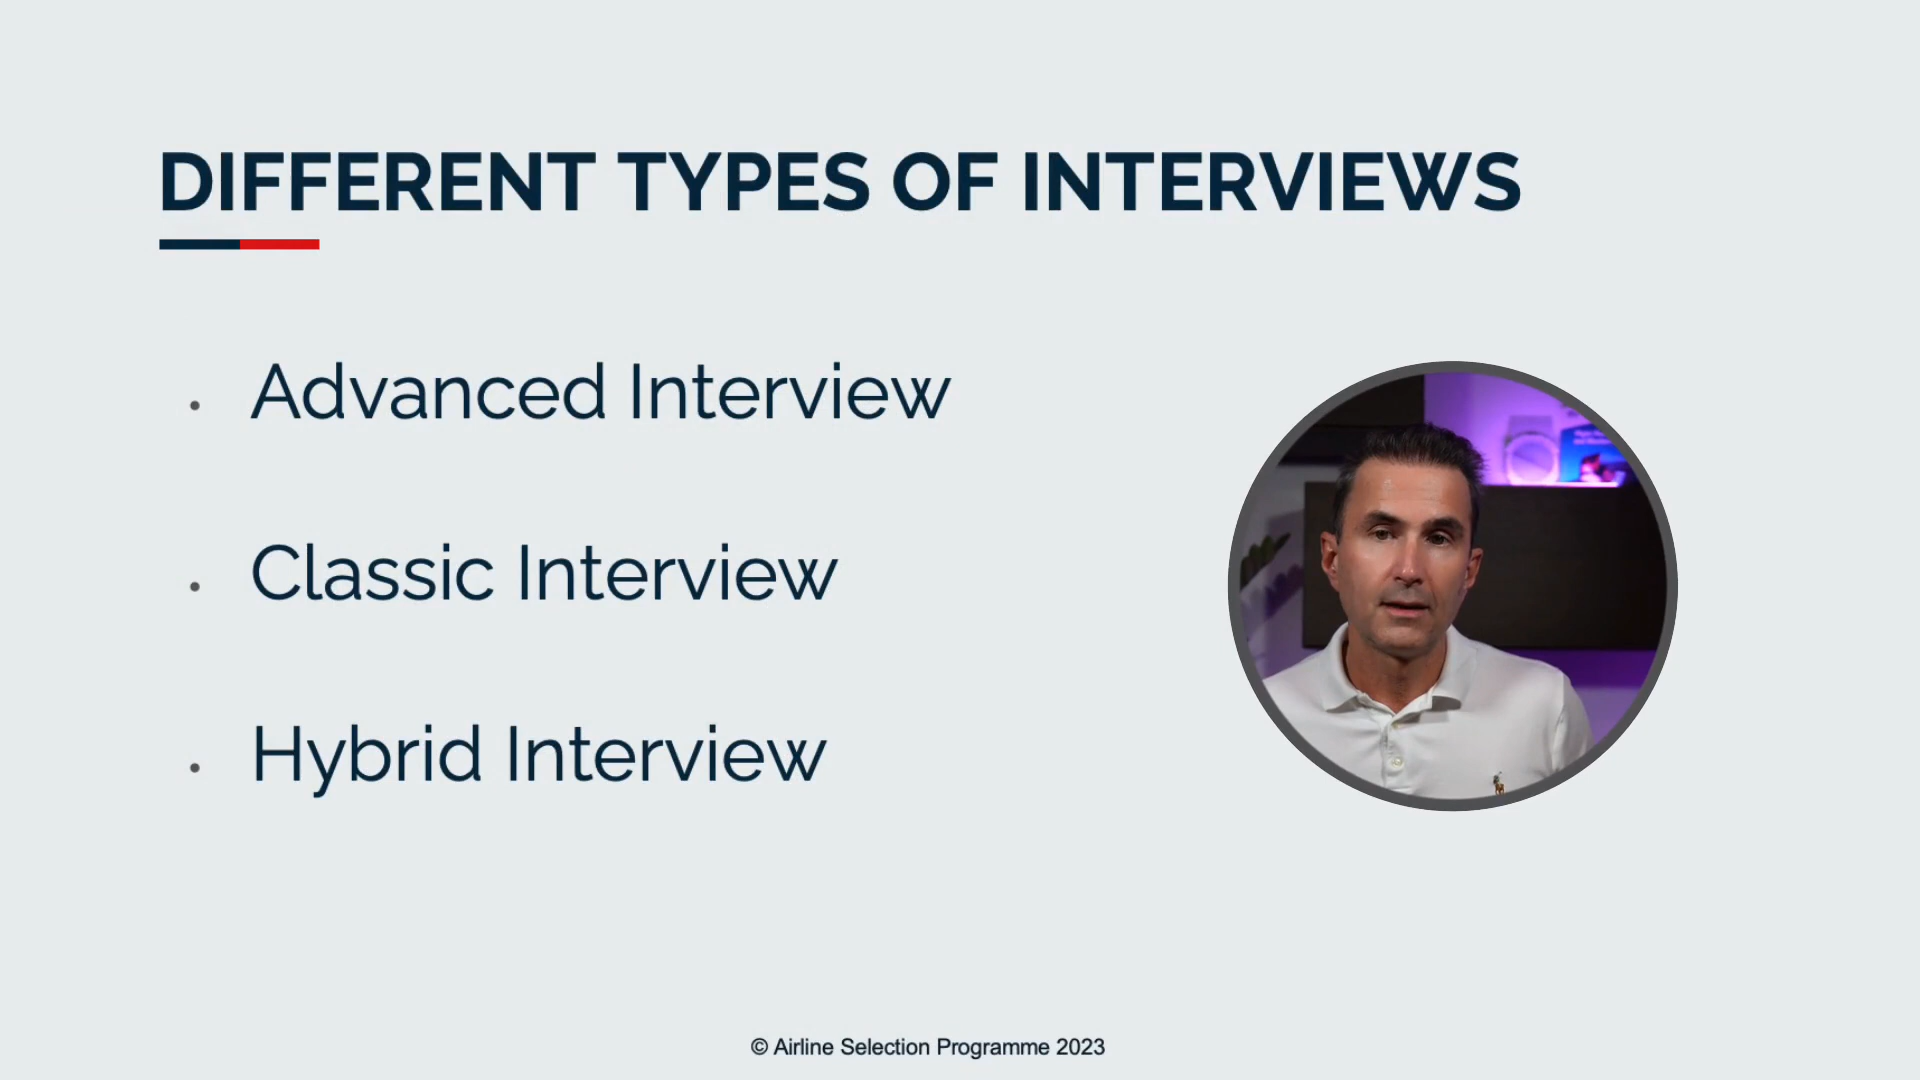 DIFFERENT TYPES OF INTERVIEWS
Advanced Interview
Classic Interview
Hybrid Interview
© Airline Selection Programme 2023